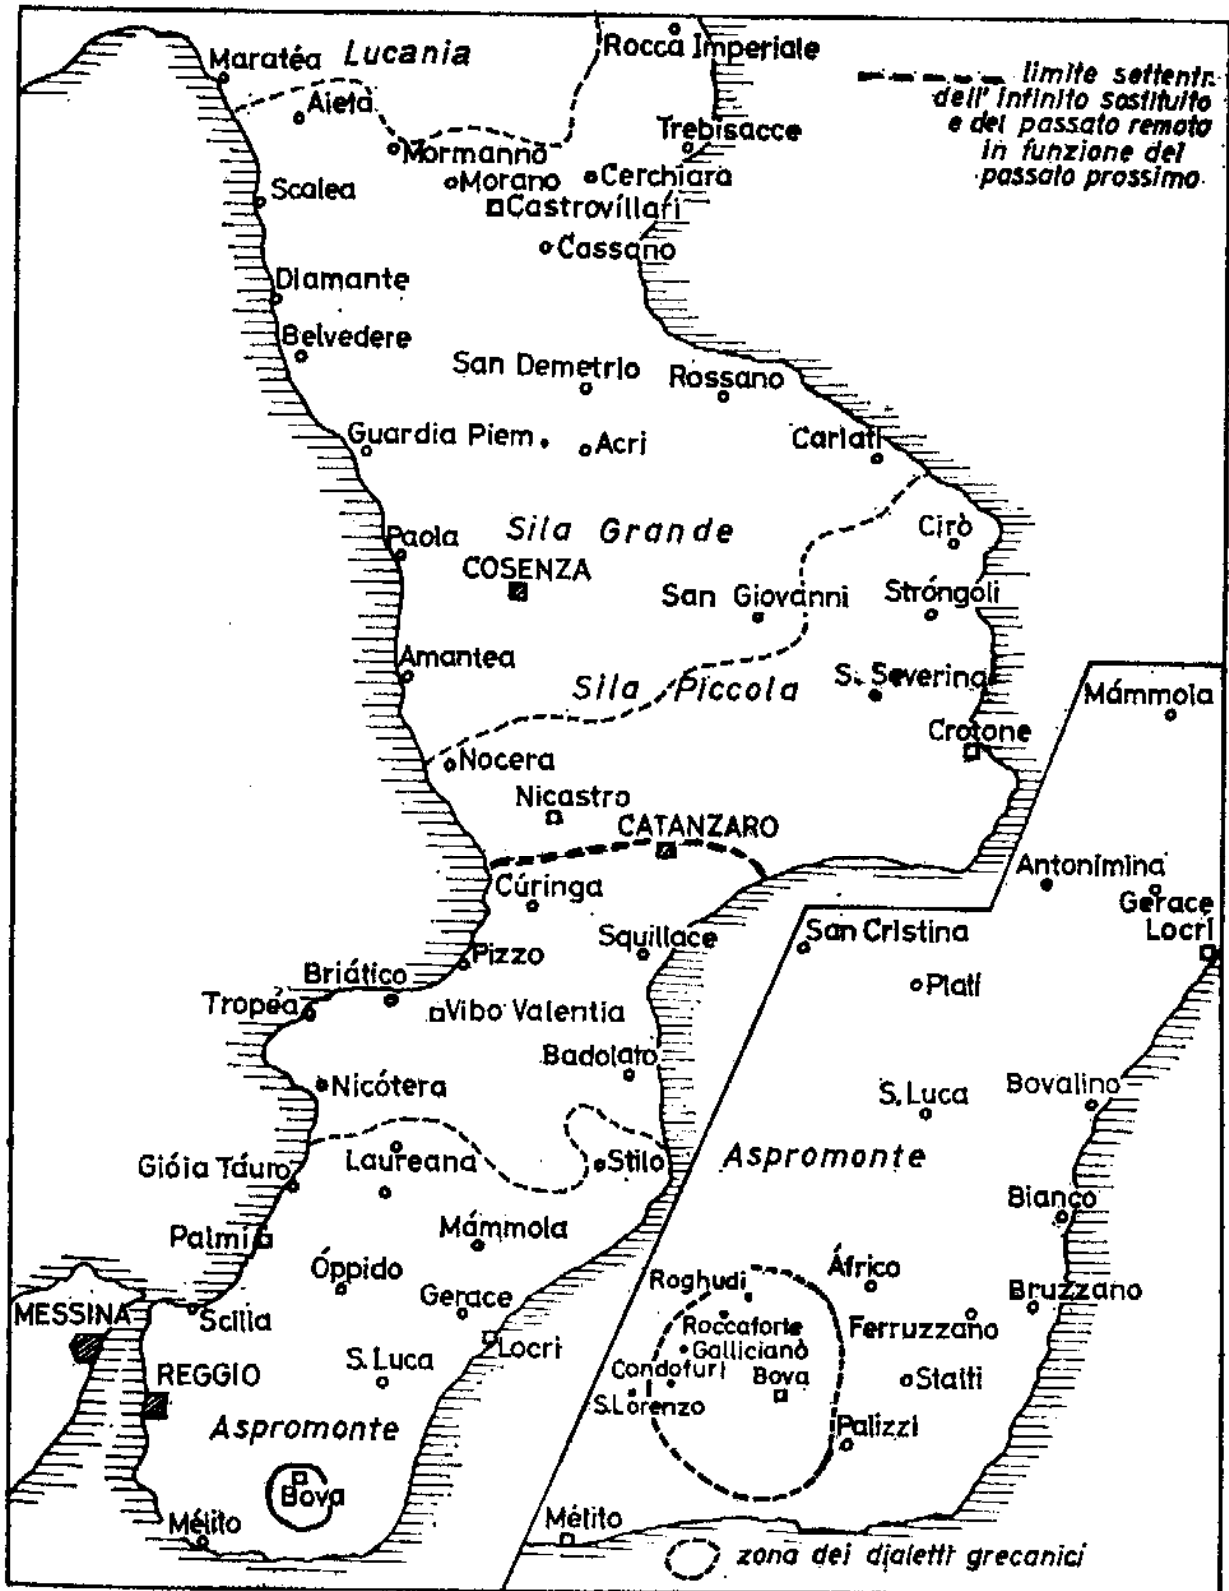 Maratéa
Lucania
Rocca Imperiale
limite settentr.
dell' infinito sostituito
e del passato remoto
in funzione del
passato prossimo.
Aieta
Trebisacce
Mormanno
Morano
Cerchiara
Scalea
Castrovillari
Cassano
Diamante
Belvedere
San Demetrio
Rossano
Guardia Piem.
Acri
Cariati
Sila Grande
Cirò
Paola
COSENZA
San Giovanni
Stróngoli
Amantea
Sila Piccola
S. Severina
Mámmola
Crotone
Nocera
Nicastro
CATANZARO
Antonimina
Cúringa
Gerace
Locri
Squillace
San Cristina
Pizzo
Briático
Platí
Tropéa
Vibo Valentia
Badolato
Nicótera
S. Luca
Bovalino
Gióia Táuro
Laureana
Stilo
Aspromonte
Bianco
Palmi
Mámmola
Óppido
Roghudi
Áfrico
Gerace
Bruzzano
MESSINA
Scilla
Roccaforte
Ferruzzano
Locri
Gallicianò
S. Luca
Condofuri
Bova
Staiti
REGGIO
S. Lorenzo
Aspromonte
Palizzi
Bova
Mélito
Mélito
zona dei dialetti grecanici